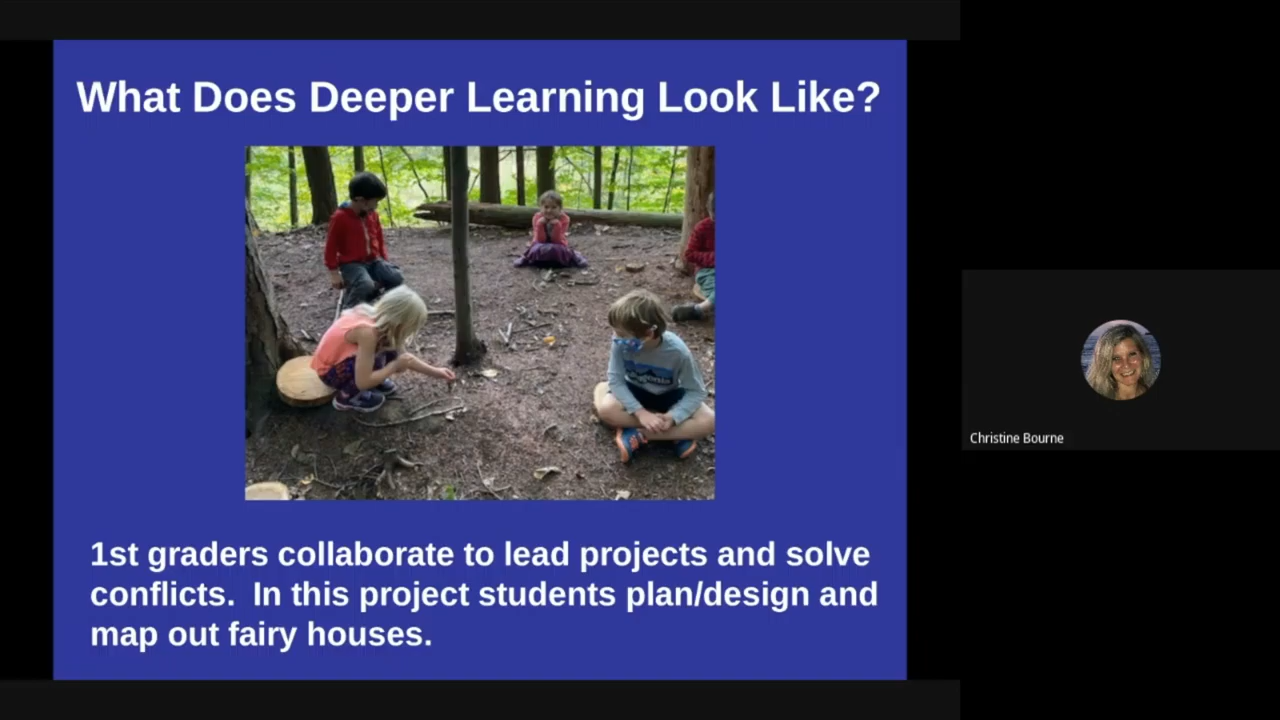 What Does Deeper Learning Look Like?
1st graders collaborate to lead projects and solve
conflicts.  In this project students plan/design and
map out fairy houses.
Christine Bourne